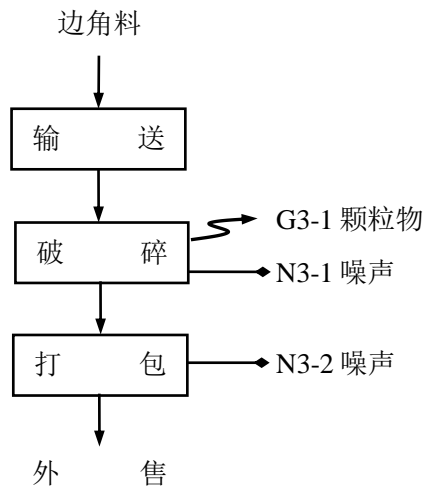 边角料
输 送
G3-1 颗粒物
破 碎
N3-1 噪声
打 包
N3-2 噪声
外 售